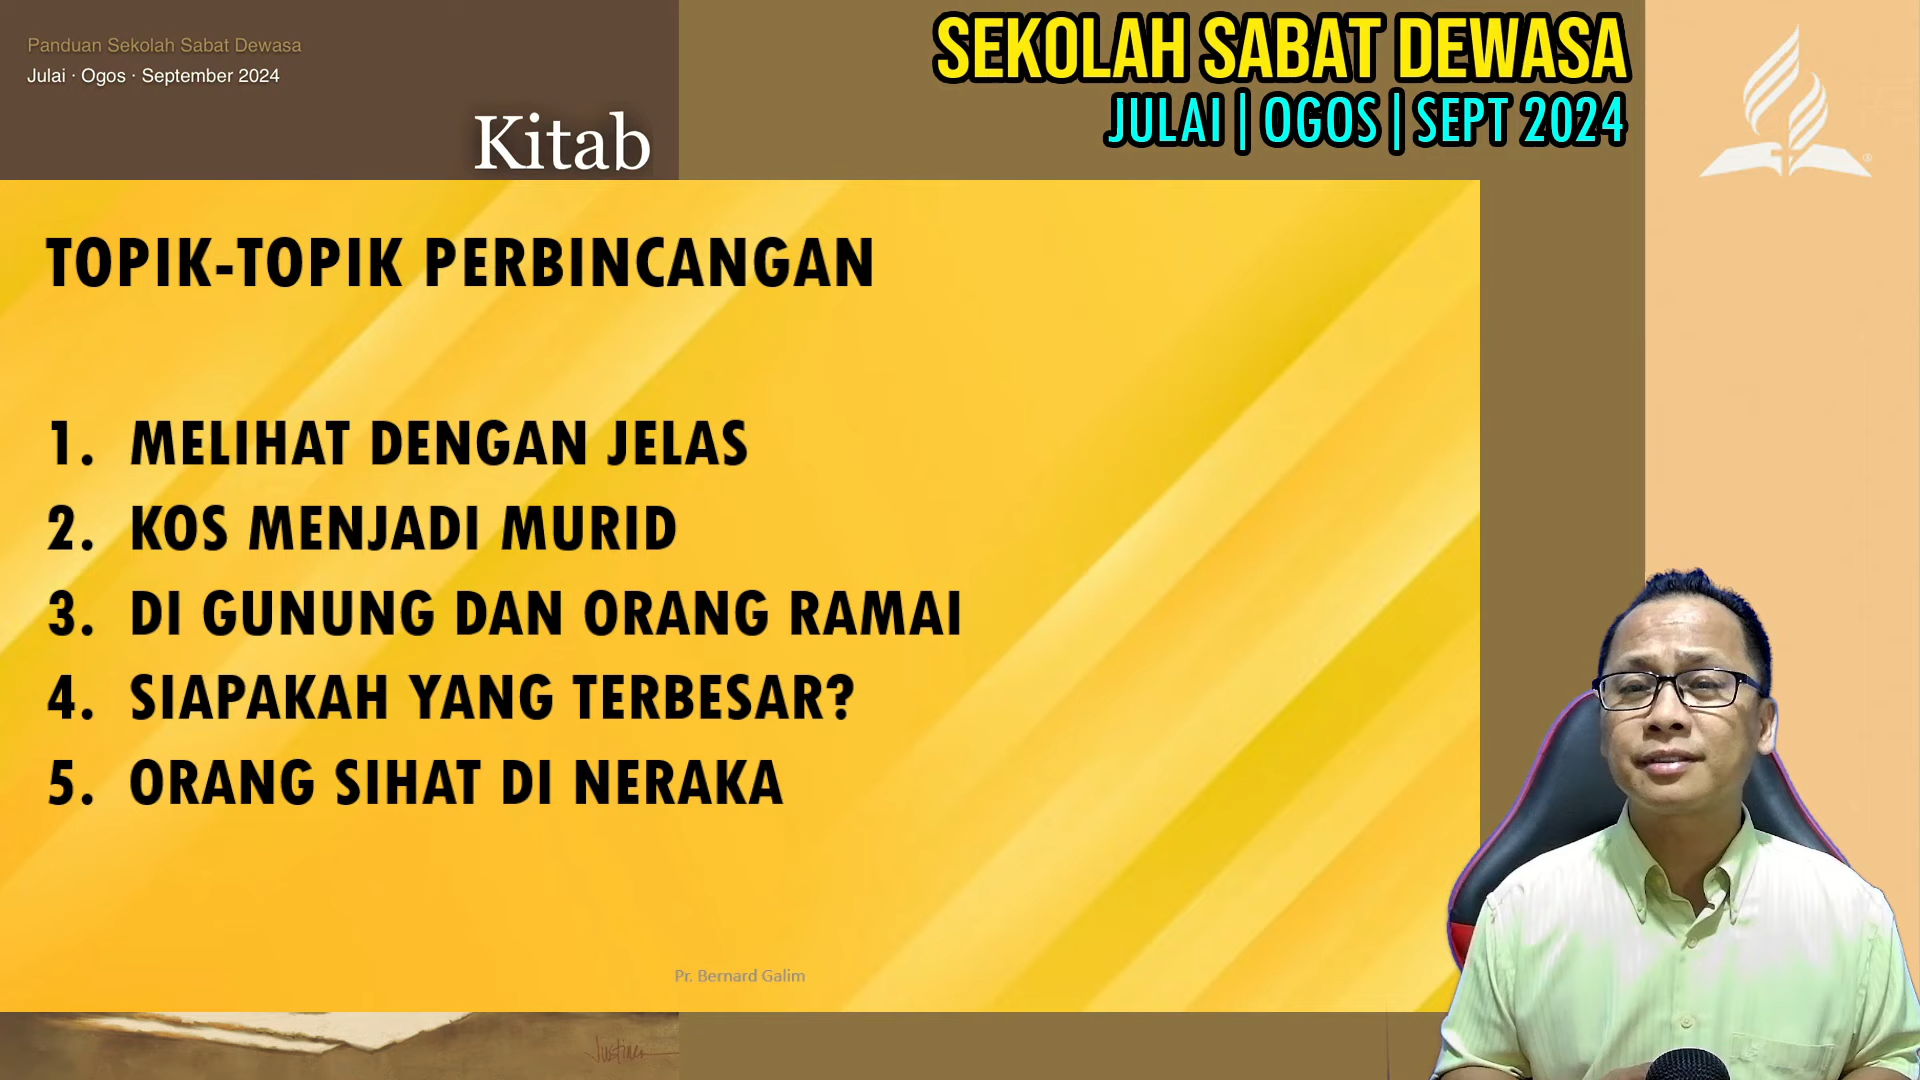 Panduan Sekolah Sabat Dewasa
Julai · Ogos · September 2024
Kitab
SEKOLAH SABAT DEWASA
JULAI | OGOS | SEPT 2024
®
TOPIK-TOPIK PERBINCANGAN
1. MELIHAT DENGAN JELAS
2. KOS MENJADI MURID
3. DI GUNUNG DAN ORANG RAMAI
4. SIAPAKAH YANG TERBESAR?
5. ORANG SIHAT DI NERAKA
Pr. Bernard Galim